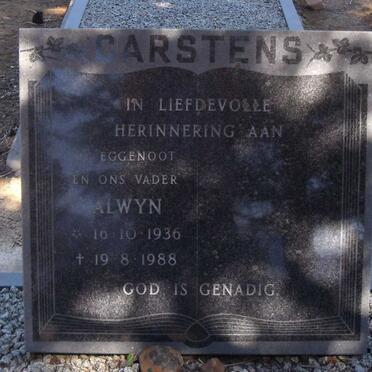 CARSTENS
IN LIEFDEVOLLE
HERINNERING AAN
EGGENOOT
EN ONS VADER
ALWYN
☆ 16·10·1936
† 19·8·1988
GOD IS GENADIG.